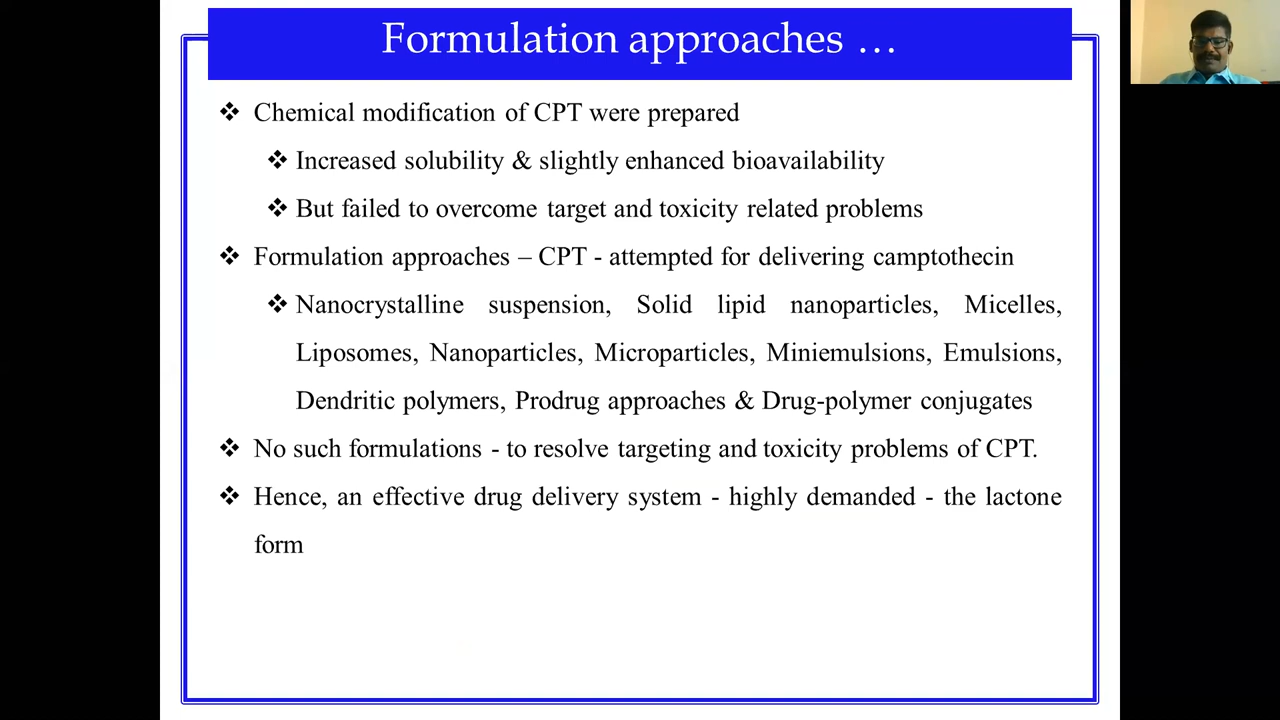 Formulation approaches …
❖ Chemical modification of CPT were prepared
❖ Increased solubility & slightly enhanced bioavailability
❖ But failed to overcome target and toxicity related problems
❖ Formulation approaches – CPT - attempted for delivering camptothecin
❖ Nanocrystalline suspension, Solid lipid nanoparticles, Micelles,
Liposomes, Nanoparticles, Microparticles, Miniemulsions, Emulsions,
Dendritic polymers, Prodrug approaches & Drug-polymer conjugates
❖ No such formulations - to resolve targeting and toxicity problems of CPT.
❖ Hence, an effective drug delivery system - highly demanded - the lactone
form